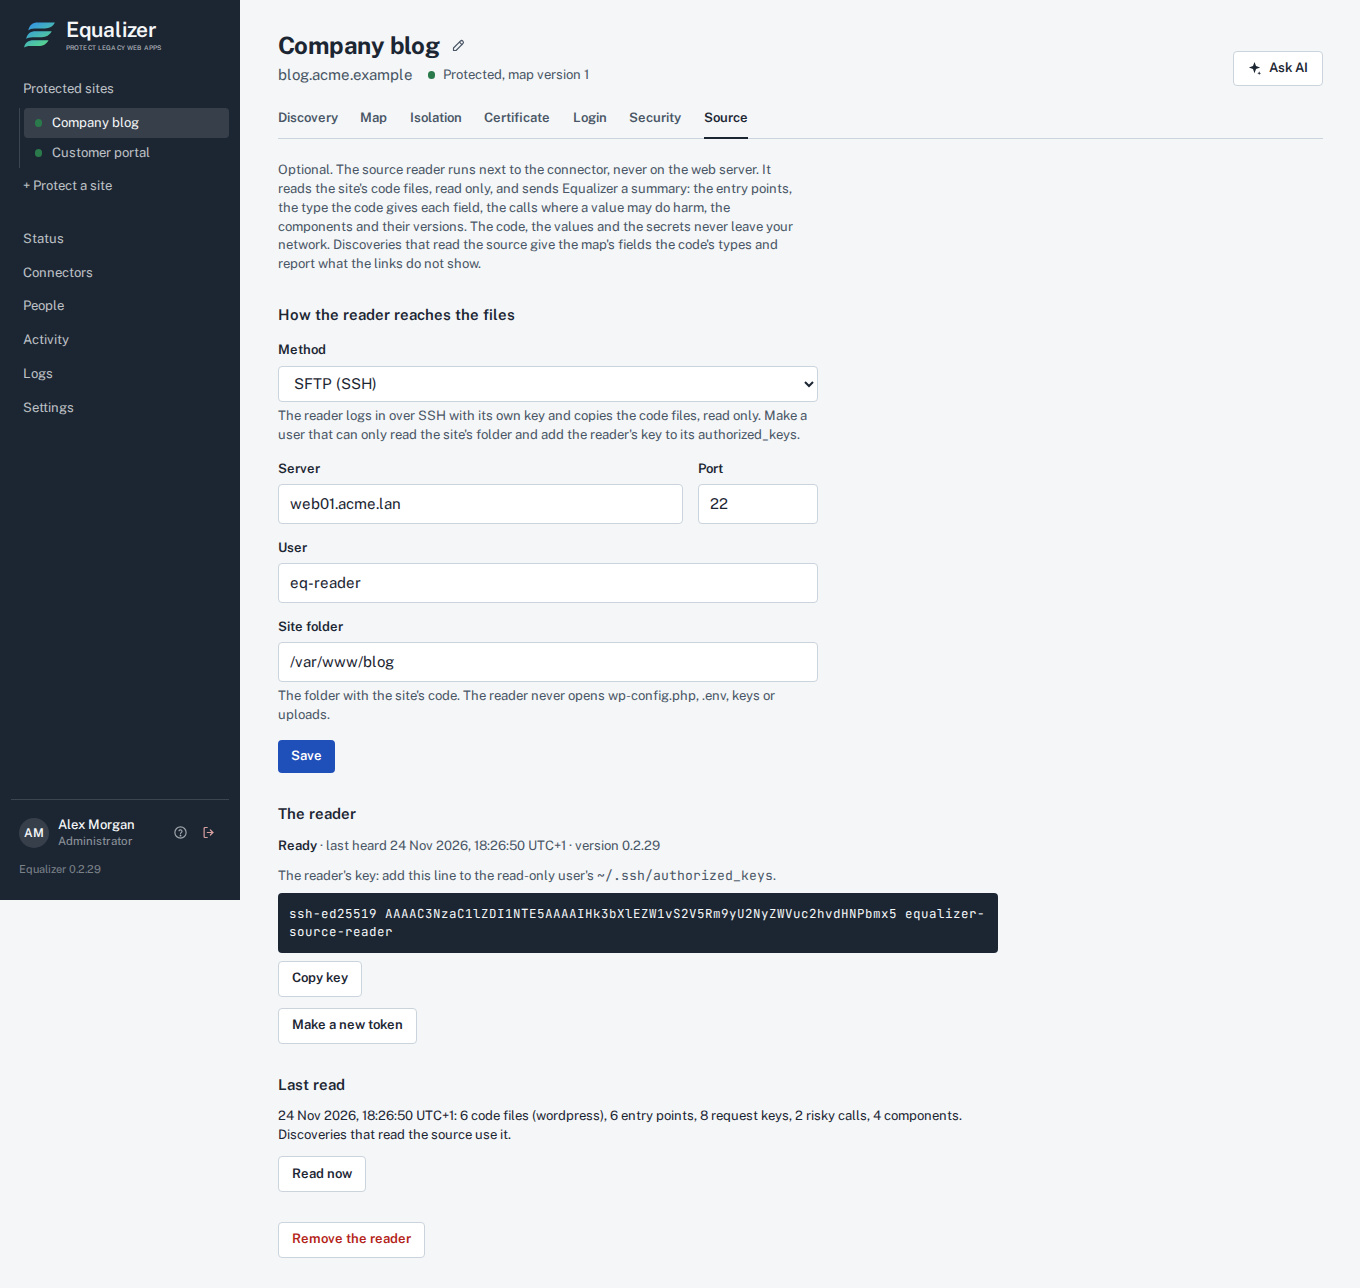 Equalizer
PROTECT LEGACY WEB APPS
Protected sites
Company blog
Customer portal
+ Protect a site
Status
Connectors
People
Activity
Logs
Settings
AM
Alex Morgan
Administrator
Equalizer 0.2.29
Company blog
blog.acme.example
Protected, map version 1
Ask AI
Discovery
Map
Isolation
Certificate
Login
Security
Source
Optional. The source reader runs next to the connector, never on the web server. It
reads the site's code files, read only, and sends Equalizer a summary: the entry points,
the type the code gives each field, the calls where a value may do harm, the
components and their versions. The code, the values and the secrets never leave your
network. Discoveries that read the source give the map's fields the code's types and
report what the links do not show.
How the reader reaches the files
Method
SFTP (SSH)
The reader logs in over SSH with its own key and copies the code files, read only. Make a
user that can only read the site's folder and add the reader's key to its authorized_keys.
Server
Port
web01.acme.lan
22
User
eq-reader
Site folder
/var/www/blog
The folder with the site's code. The reader never opens wp-config.php, .env, keys or
uploads.
Save
The reader
Ready · last heard 24 Nov 2026, 18:26:50 UTC+1 · version 0.2.29
The reader's key: add this line to the read-only user's ~/.ssh/authorized_keys.
ssh-ed25519 AAAAC3NzaC1lZDI1NTE5AAAAIHk3bXlEZW1vS2V5Rm9yU2NyZWVuc2hvdHNPbmx5 equalizer-
source-reader
Copy key
Make a new token
Last read
24 Nov 2026, 18:26:50 UTC+1: 6 code files (wordpress), 6 entry points, 8 request keys, 2 risky calls, 4 components.
Discoveries that read the source use it.
Read now
Remove the reader